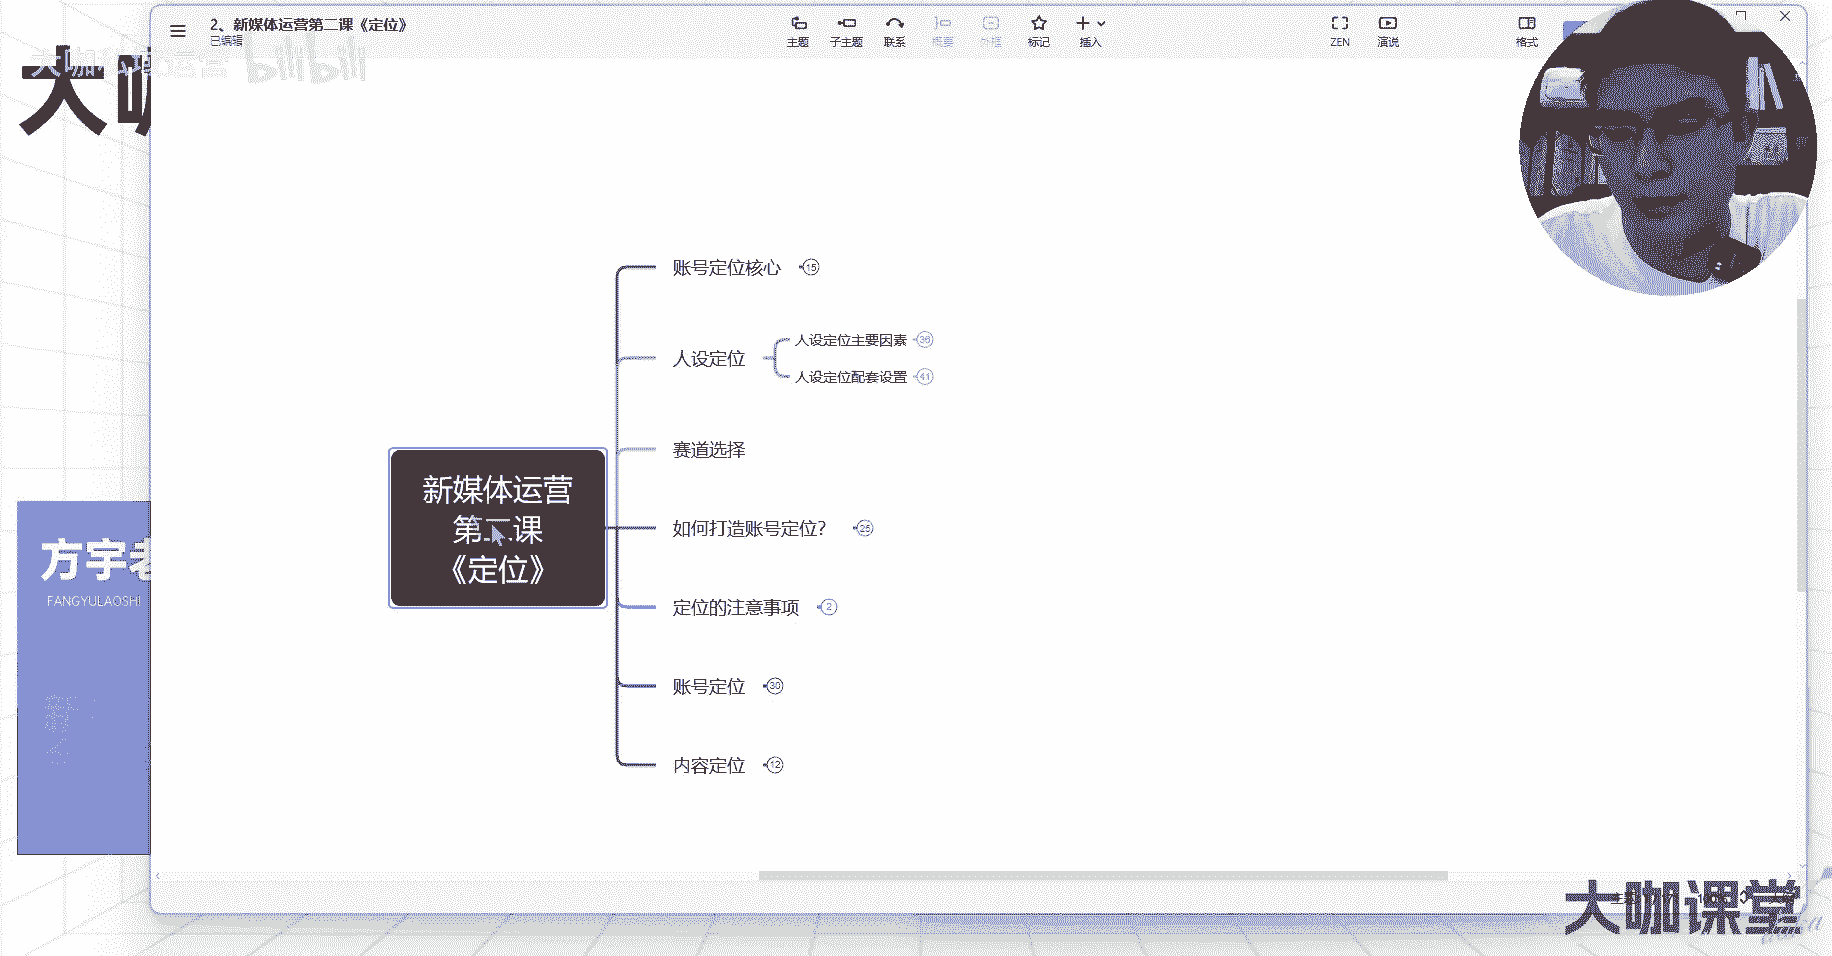 2、新媒体运营第二课《定位》
已编辑
主题
子主题
联系
概要
外框
标记
插入
ZEN
演说
格式
大咖私域运营 bilibili
大咖
账号定位核心 15
人设定位
人设定位主要因素 36
人设定位配套设置 41
赛道选择
新媒体运营
第二课
《定位》
如何打造账号定位？ 25
定位的注意事项 2
账号定位 30
内容定位 12
方宇老
FANGYULAOSHI
大咖课堂